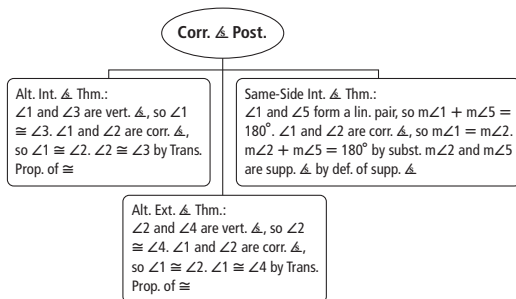 Corr. ⦞ Post.
Alt. Int. ⦞ Thm.:
∠1 and ∠3 are vert. ⦞, so ∠1
≅ ∠3. ∠1 and ∠2 are corr. ⦞,
so ∠1 ≅ ∠2. ∠2 ≅ ∠3 by Trans.
Prop. of ≅
Same-Side Int. ⦞ Thm.:
∠1 and ∠5 form a lin. pair, so m∠1 + m∠5 =
180°. ∠1 and ∠2 are corr. ⦞, so m∠1 = m∠2.
m∠2 + m∠5 = 180° by subst. m∠2 and m∠5
are supp. ⦞ by def. of supp. ⦞
Alt. Ext. ⦞ Thm.:
∠2 and ∠4 are vert. ⦞, so ∠2
≅ ∠4. ∠1 and ∠2 are corr. ⦞,
so ∠1 ≅ ∠2. ∠1 ≅ ∠4 by Trans.
Prop. of ≅